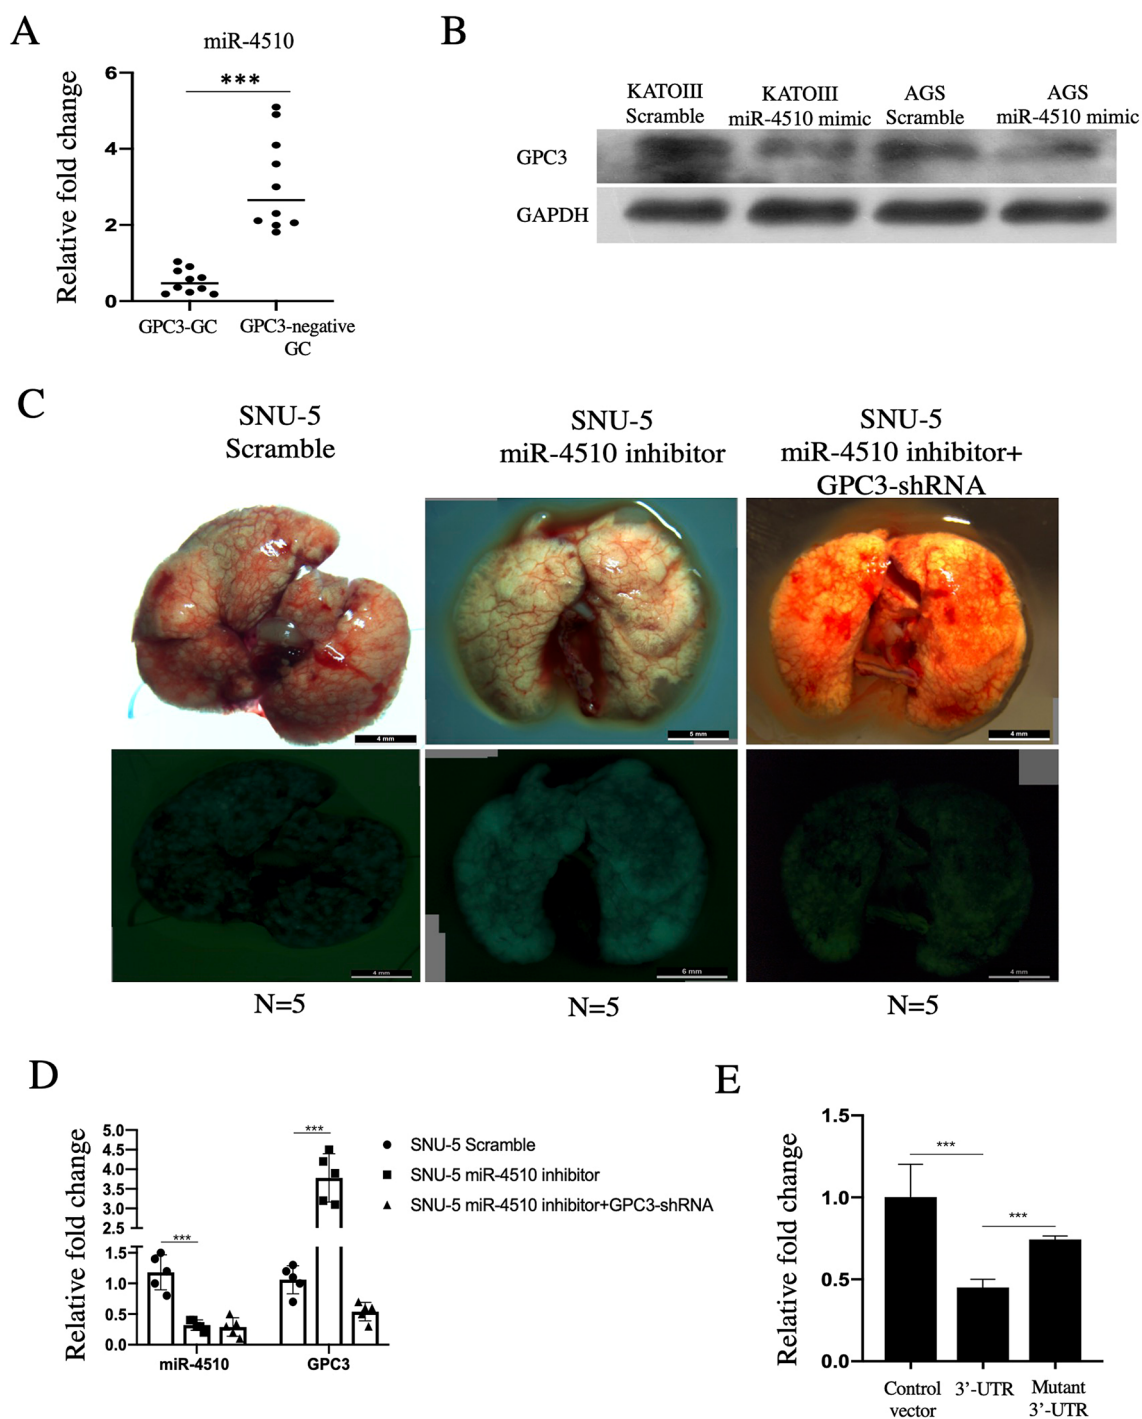 A
miR-4510
***
Relative fold change
6
4
2
0
GPC3-GC
GPC3-negative
GC
B
KATOIII
Scramble
KATOIII
miR-4510 mimic
AGS
Scramble
AGS
miR-4510 mimic
GPC3
GAPDH
C
SNU-5
Scramble
SNU-5
miR-4510 inhibitor
SNU-5
miR-4510 inhibitor+
GPC3-shRNA
4 mm
5 mm
4 mm
4 mm
6 mm
4 mm
N=5
N=5
N=5
D
Relative fold change
5.0
4.5
4.0
3.5
3.0
2.5
1.5
1.0
0.5
0.0
***
***
miR-4510
GPC3
SNU-5 Scramble
SNU-5 miR-4510 inhibitor
SNU-5 miR-4510 inhibitor+GPC3-shRNA
E
Relative fold change
1.5
1.0
0.5
0.0
***
***
Control
vector
3’-UTR
Mutant
3’-UTR